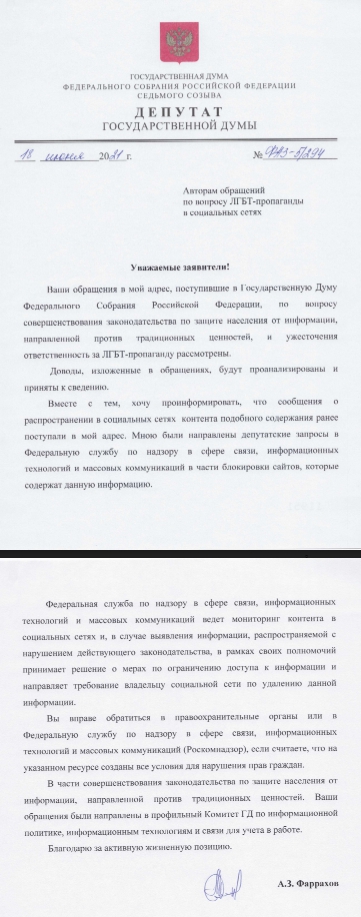 ГОСУДАРСТВЕННАЯ ДУМА
ФЕДЕРАЛЬНОГО СОБРАНИЯ РОССИЙСКОЙ ФЕДЕРАЦИИ
СЕДЬМОГО СОЗЫВА
ДЕПУТАТ
ГОСУДАРСТВЕННОЙ ДУМЫ
18 июня 2021 г. № ФАЗ-5/294
Авторам обращений
по вопросу ЛГБТ-пропаганды
в социальных сетях
Уважаемые заявители!
Ваши обращения в мой адрес, поступившие в Государственную Думу
Федерального Собрания Российской Федерации, по вопросу
совершенствования законодательства по защите населения от информации,
направленной против традиционных ценностей, и ужесточения
ответственность за ЛГБТ-пропаганду рассмотрены.
Доводы, изложенные в обращениях, будут проанализированы и
приняты к сведению.
Вместе с тем, хочу проинформировать, что сообщения о
распространении в социальных сетях контента подобного содержания ранее
поступали в мой адрес. Мною были направлены депутатские запросы в
Федеральную службу по надзору в сфере связи, информационных
технологий и массовых коммуникаций в части блокировки сайтов, которые
содержат данную информацию.
Федеральная служба по надзору в сфере связи, информационных
технологий и массовых коммуникаций ведет мониторинг контента в
социальных сетях и, в случае выявления информации, распространяемой с
нарушением действующего законодательства, в рамках своих полномочий
принимает решение о мерах по ограничению доступа к информации и
направляет требование владельцу социальной сети по удалению данной
информации.
Вы вправе обратиться в правоохранительные органы или в
Федеральную службу по надзору в сфере связи, информационных
технологий и массовых коммуникаций (Роскомнадзор), если считаете, что на
указанном ресурсе созданы все условия для нарушения прав граждан.
В части совершенствования законодательства по защите населения от
информации, направленной против традиционных ценностей. Ваши
обращения были направлены в профильный Комитет ГД по информационной
политике, информационным технологиям и связи для учета в работе.
Благодарю за активную жизненную позицию.
А.З. Фаррахов